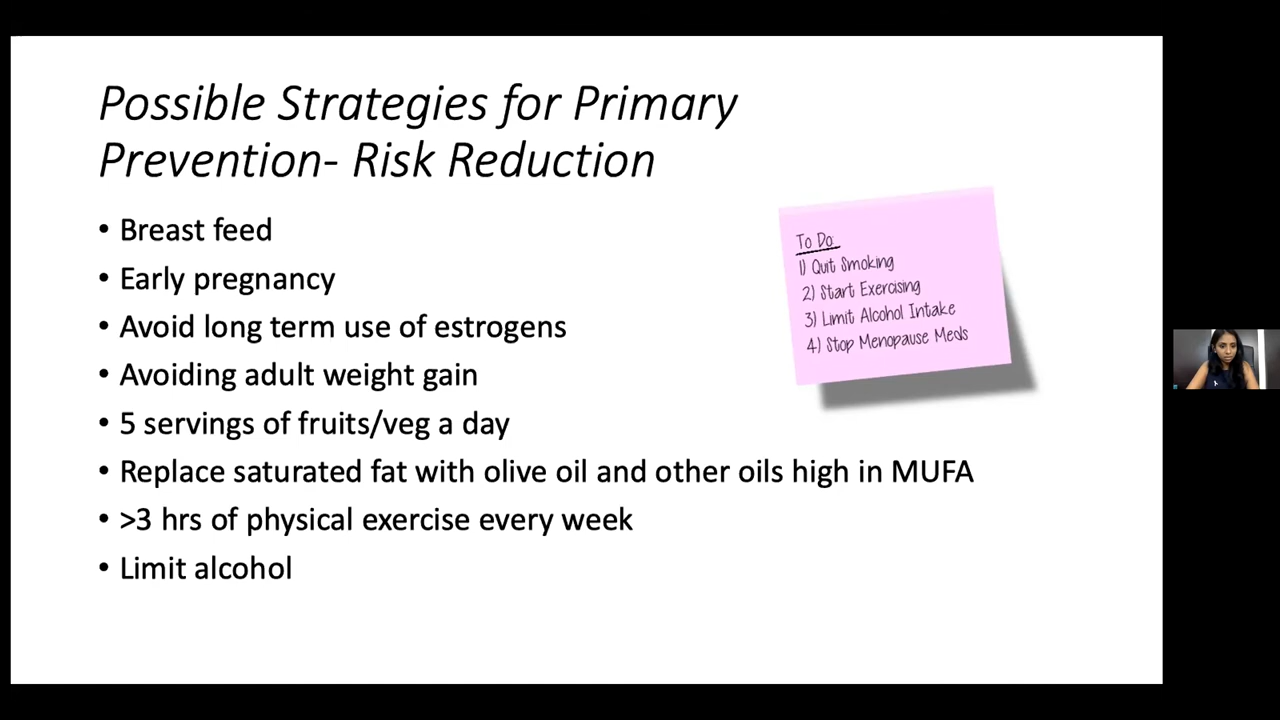 Possible Strategies for Primary
Prevention- Risk Reduction
• Breast feed
• Early pregnancy
• Avoid long term use of estrogens
• Avoiding adult weight gain
• 5 servings of fruits/veg a day
• Replace saturated fat with olive oil and other oils high in MUFA
• >3 hrs of physical exercise every week
• Limit alcohol
To Do:
1) Quit Smoking
2) Start Exercising
3) Limit Alcohol Intake
4) Stop Menopause Meds